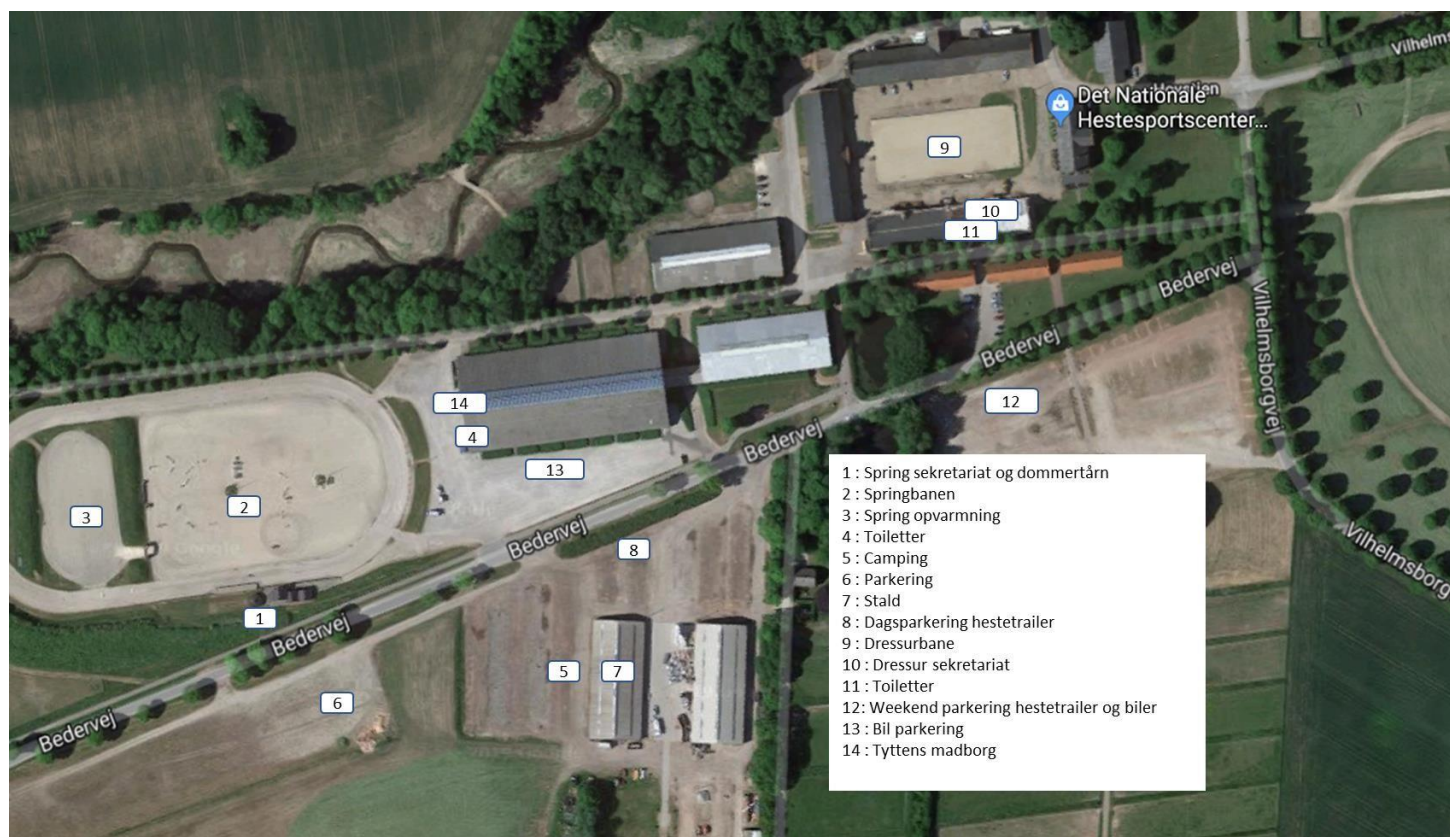 Vilhelms
Havstien
Det Nationale
Hestesportscenter...
9
10
11
Bedervej
Bedervej
Vilhelmsborgvej
12
14
4
Bedervej
13
2
3
Bedervej
8
Vilhelmsborg
1
Bedervej
5
7
6
Bedervej
1 : Spring sekretariat og dommertårn
2 : Springbanen
3 : Spring opvarmning
4 : Toiletter
5 : Camping
6 : Parkering
7 : Stald
8 : Dagsparkering hestetrailer
9 : Dressurbane
10 : Dressur sekretariat
11 : Toiletter
12: Weekend parkering hestetrailer og biler
13 : Bil parkering
14 : Tyttens madborg